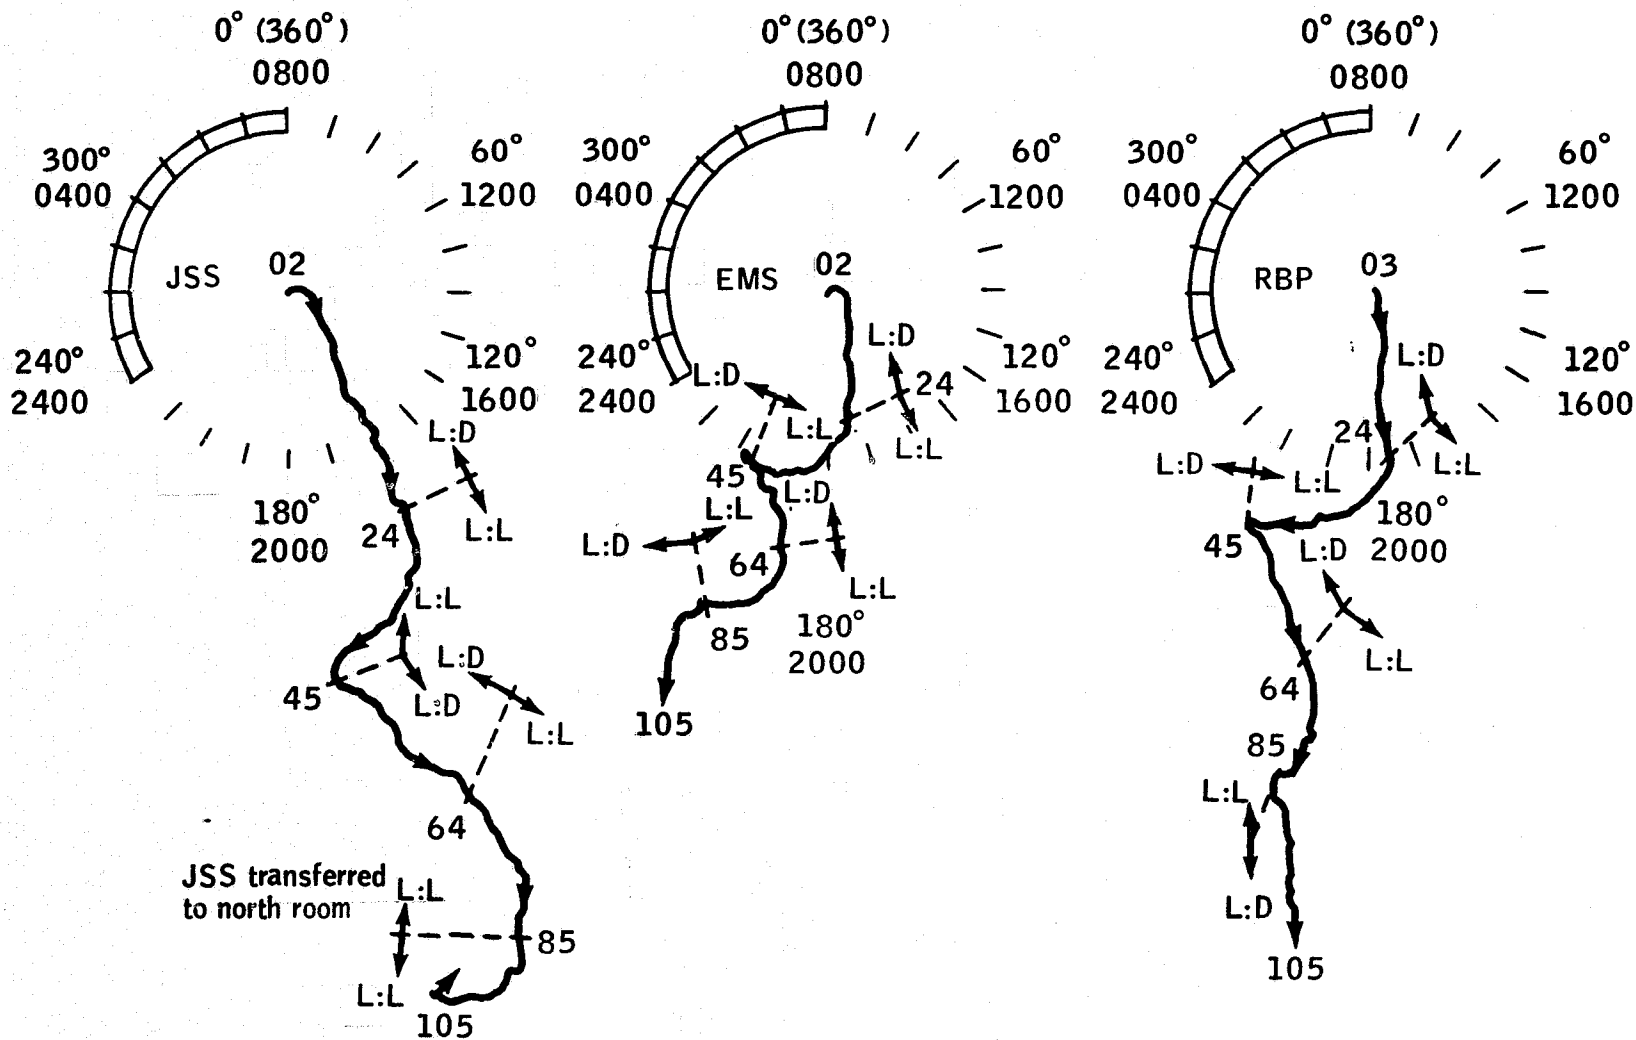 0° (360°)
0800
300°
0400
60°
1200
JSS
02
240°
2400
120°
1600
L:D
24
L:L
180°
2000
L:L
45
L:D
L:D
L:L
64
JSS transferred
to north room
L:L
85
L:L
105
0° (360°)
0800
300°
0400
60°
1200
EMS
02
240°
2400
120°
1600
L:D
24
L:L
L:D
L:L
45
L:D
L:L
L:D
64
L:L
85
180°
2000
105
0° (360°)
0800
300°
0400
60°
1200
RBP
03
240°
2400
120°
1600
L:D
24
L:L
L:D
L:L
45
180°
2000
L:D
L:L
64
85
L:L
L:D
105